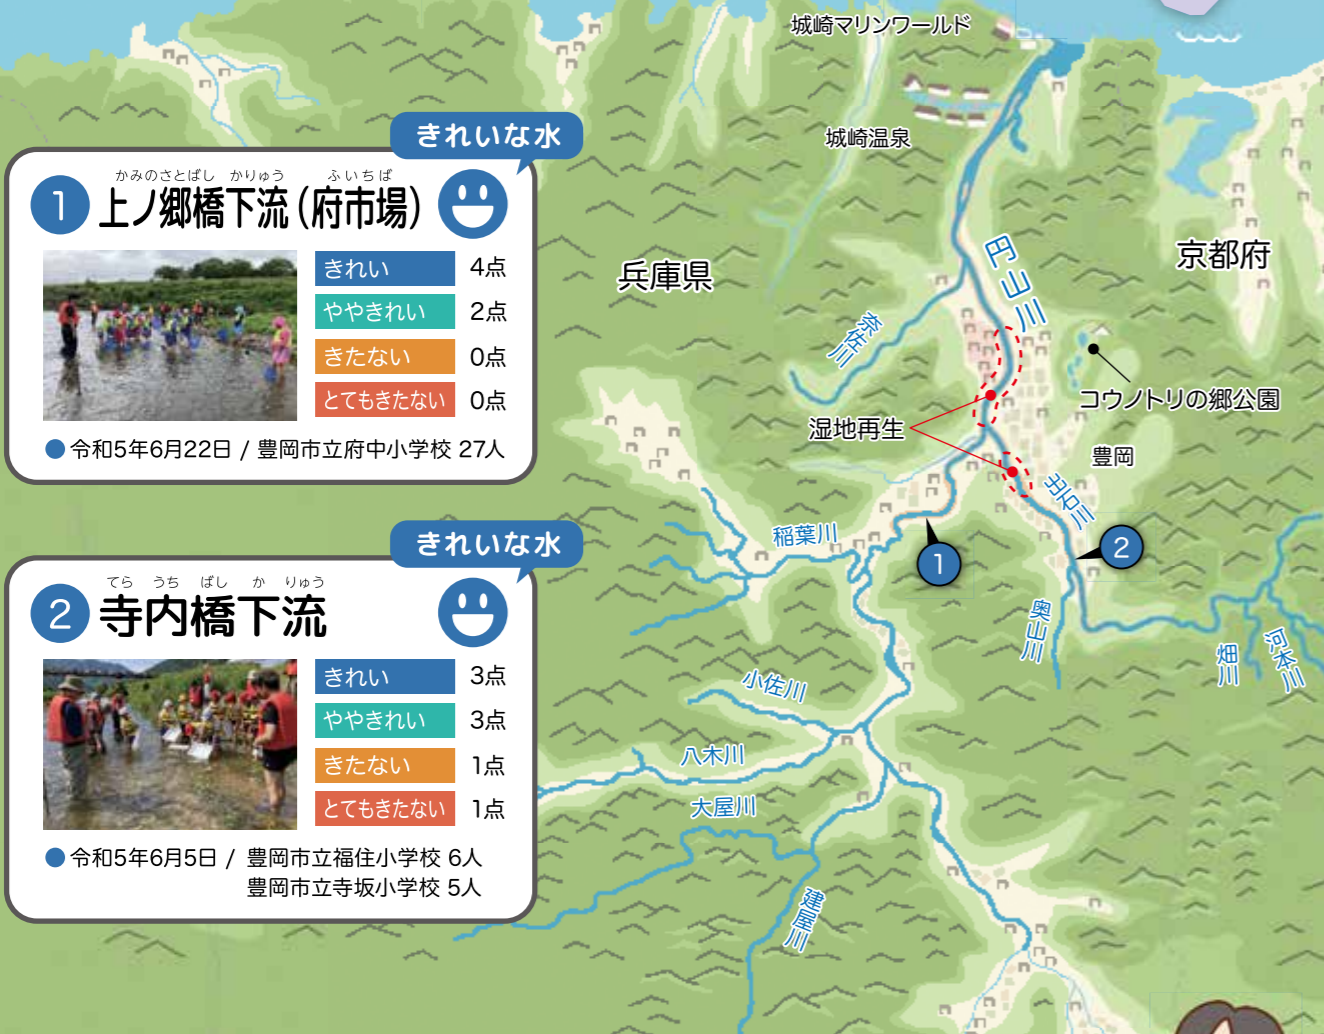 城崎マリンワールド
城崎温泉
兵庫県
京都府
円山川
奈佐川
コウノトリの郷公園
湿地再生
豊岡
出石川
稲葉川
1
2
奥山川
畑川
河本川
小佐川
八木川
大屋川
建屋川
きれいな水
かみのさとばし かりゅう ふいちば
1 上ノ郷橋下流(府市場)
きれい 4点
ややきれい 2点
きたない 0点
とてもきたない 0点
●令和5年6月22日 / 豊岡市立府中小学校 27人
きれいな水
てら うち ばし か りゅう
2 寺内橋下流
きれい 3点
ややきれい 3点
きたない 1点
とてもきたない 1点
●令和5年6月5日 / 豊岡市立福住小学校 6人
豊岡市立寺坂小学校 5人